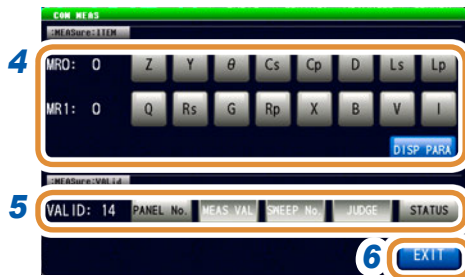 COM MEAS
:MEASure:ITEM
4
MR0: 0 Z Y θ Cs Cp D Ls Lp
MR1: 0 Q Rs G Rp X B V I
DISP PARA
:MEASure:VALid
5
VALID: 14 PANEL No. MEAS VAL SWEEP No. JUDGE STATUS
6
EXIT